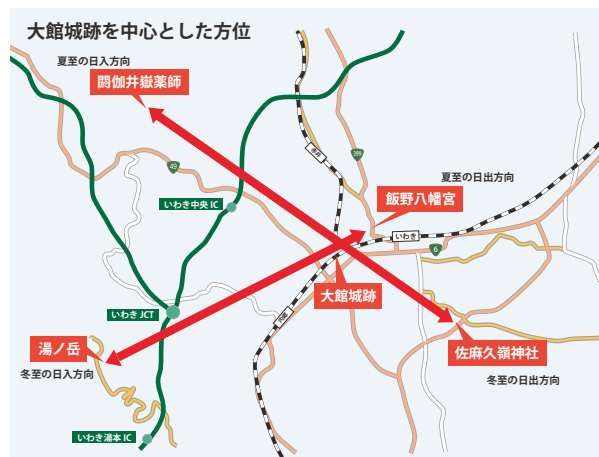 大館城跡を中心とした方位
夏至の日入方向
閼伽井嶽薬師
赤井
399
49
夏至の日出方向
飯野八幡宮
いわき中央 IC
いわき
6
大館城跡
いわき JCT
内郷
湯ノ岳
佐麻久嶺神社
冬至の日入方向
冬至の日出方向
いわき湯本 IC